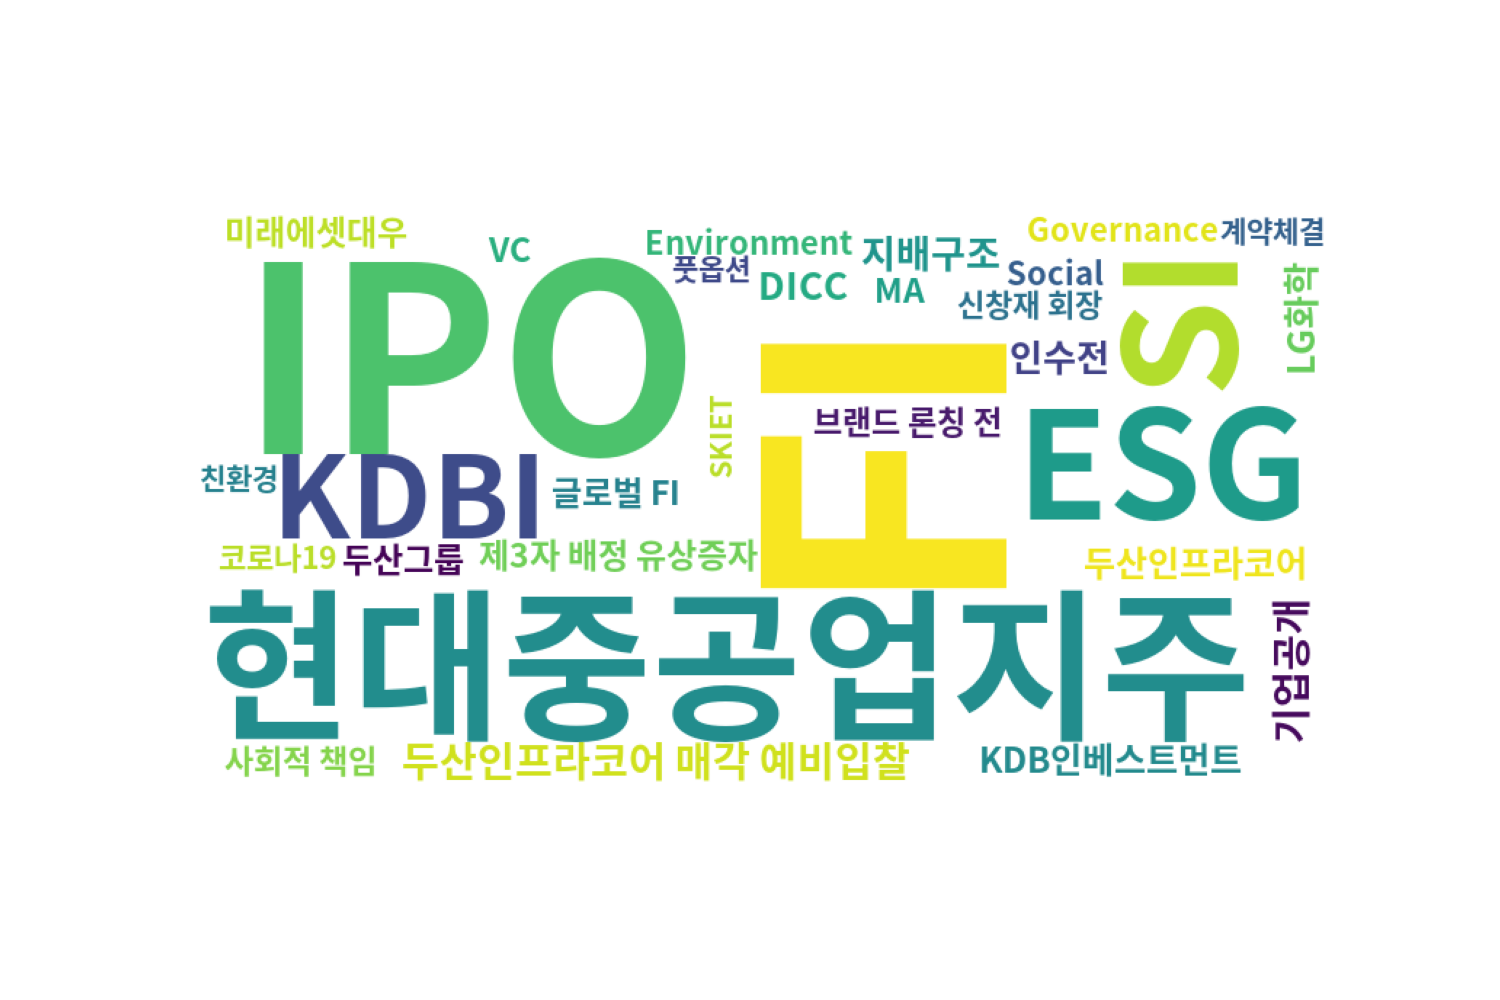 미래에셋대우
VC
Environment
지배구조
Governance
계약체결
풋옵션
DICC
MA
Social
신창재 회장
IPO
SI
LG화학
인수전
FI
SKIET
브랜드 론칭 전
ESG
친환경
KDBI
글로벌 FI
코로나19
두산그룹
제3자 배정 유상증자
두산인프라코어
현대중공업지주
기업공개
사회적 책임
두산인프라코어 매각 예비입찰
KDB인베스트먼트